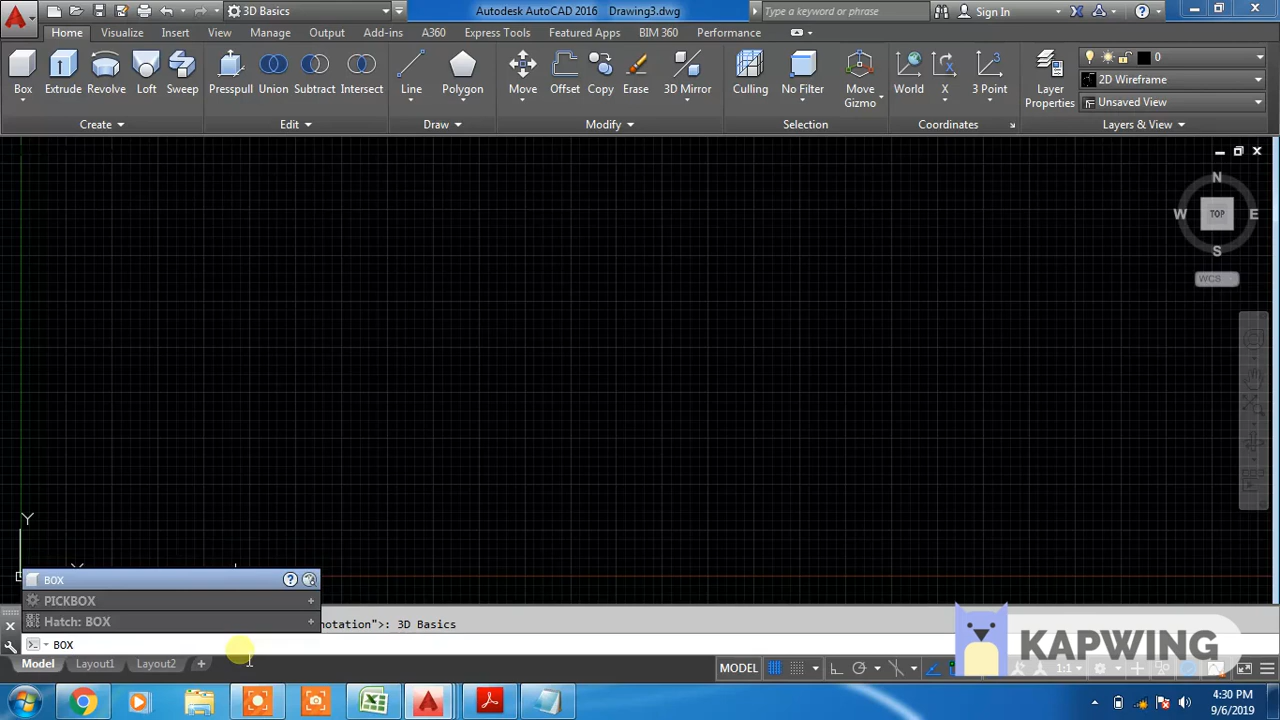 3D Basics
Autodesk AutoCAD 2016 Drawing3.dwg
Type a keyword or phrase
Sign In
Home Visualize Insert View Manage Output Add-ins A360 Express Tools Featured Apps BIM 360 Performance
Box Extrude Revolve Loft Sweep Presspull Union Subtract Intersect Line Polygon Move Offset Copy Erase 3D Mirror Culling No Filter Move Gizmo World X 3 Point Layer Properties
0
2D Wireframe
Unsaved View
Create Edit Draw Modify Selection Coordinates Layers & View
N
W TOP E
S
WCS
Y
BOX
PICKBOX
Hatch: BOX
notation">: 3D Basics
BOX
Model Layout1 Layout2 +
MODEL
1:1
KAPWING
4:30 PM
9/6/2019